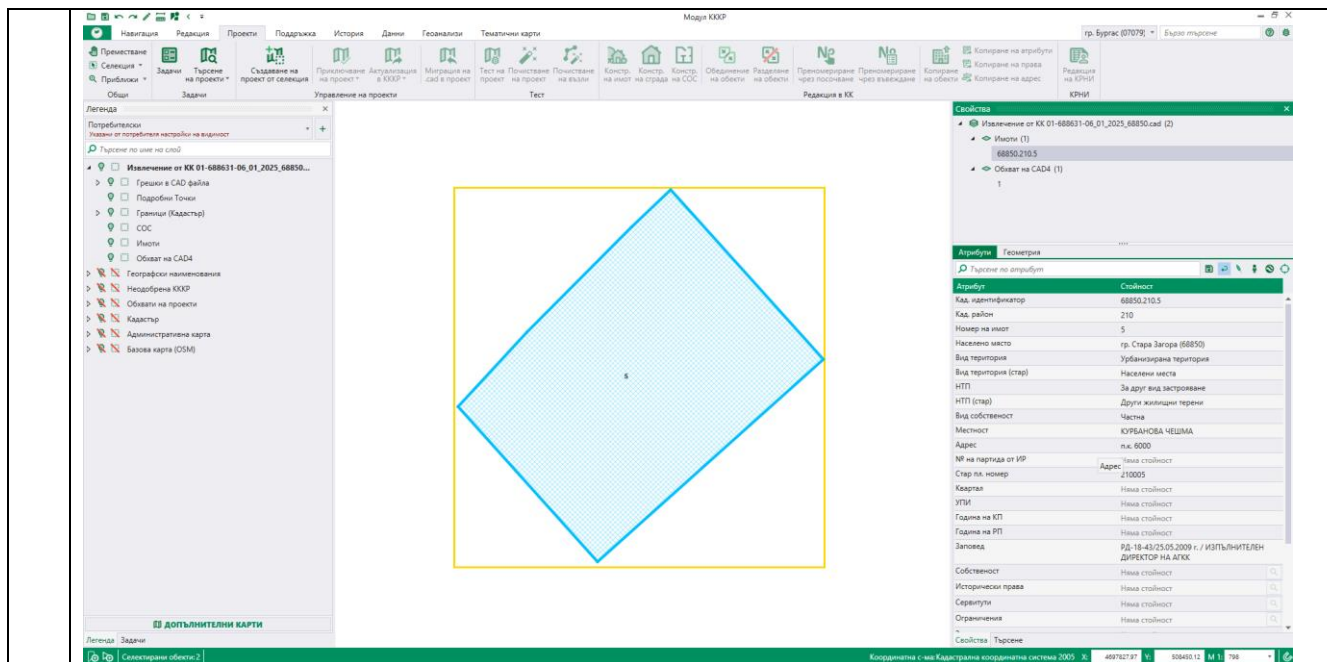 Модул КККР
Навигация Редакция Проекти Поддръжка История Данни Геоанализи Тематични карти
гр. Бургас (07079) Бързо търсене
Преместване
Селекция
Приближи
Общи
Задачи
Търсене на проекти
Задачи
Създаване на проект от селекция
Приключване на проект
Актуализация в КККР
Миграция на .cad в проект
Управление на проекти
Тест на проект
Почистване на проект
Почистване на възли
Тест
Констр. на имот
Констр. на сграда
Констр. на СОС
Обединение на обекти
Разделяне на обекти
Преномериране чрез посочване
Преномериране чрез въвеждане
Копиране на обекти
Копиране на атрибути
Копиране на права
Копиране на адрес
Редакция в КК
Редакция на КРНИ
КРНИ
Легенда
Потребителски
Указани от потребителя настройки на видимост
Търсене по име на слой
Извлечение от КК 01-688631-06_01_2025_68850...
Грешки в CAD файла
Подробни Точки
Граници (Кадастър)
СОС
Имоти
Обхват на CAD4
Географски наименования
Неодобрена КККР
Обхвати на проекти
Кадастър
Административна карта
Базова карта (OSM)
ДОПЪЛНИТЕЛНИ КАРТИ
Легенда Задачи
5
Свойства
Извлечение от КК 01-688631-06_01_2025_68850.cad (2)
Имоти (1)
68850.210.5
Обхват на CAD4 (1)
1
Атрибути Геометрия
Търсене по атрибут
Атрибут Стойност
Кад. идентификатор 68850.210.5
Кад. район 210
Номер на имот 5
Населено място гр. Стара Загора (68850)
Вид територия Урбанизирана територия
Вид територия (стар) Населени места
НТП За друг вид застрояване
НТП (стар) Други жилищни терени
Вид собственост Частна
Местност КУРБАНОВА ЧЕШМА
Адрес п.к. 6000
№ на партида от ИР стойност
Адрес
Стар пл. номер 210005
Квартал Няма стойност
УПИ Няма стойност
Година на КП Няма стойност
Година на РП Няма стойност
Заповед РД-18-43/25.05.2009 г. / ИЗПЪЛНИТЕЛЕН
ДИРЕКТОР НА АГКК
Собственост Няма стойност
Исторически права Няма стойност
Сервитути Няма стойност
Ограничения Няма стойност
Свойства Търсене
Селектирани обекти: 2
Координатна с-ма: Кадастрална координатна система 2005 X: 4697827,97 Y: 508450,12 М 1: 798